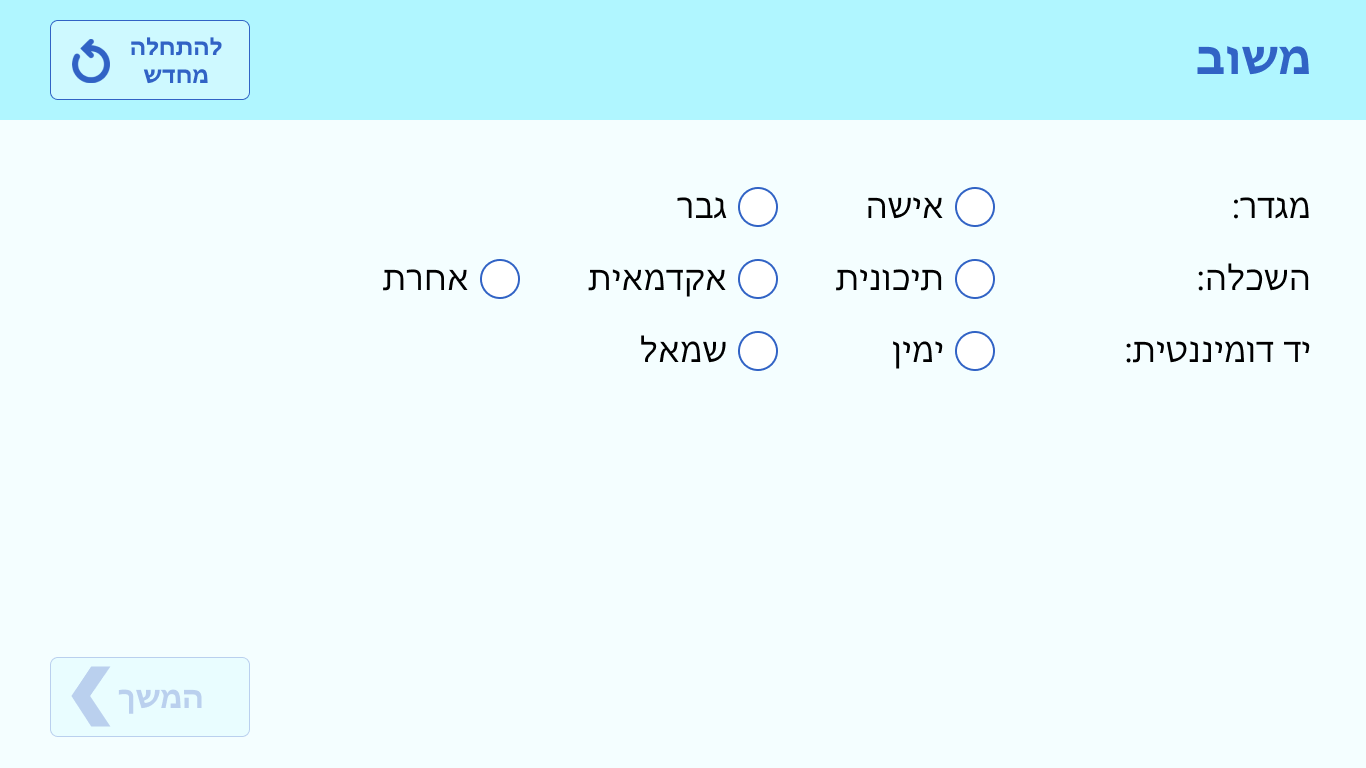 משוב
להתחלה
מחדש
מגדר: אישה גבר
השכלה: תיכונית אקדמאית אחרת
יד דומיננטית: ימין שמאל
המשך